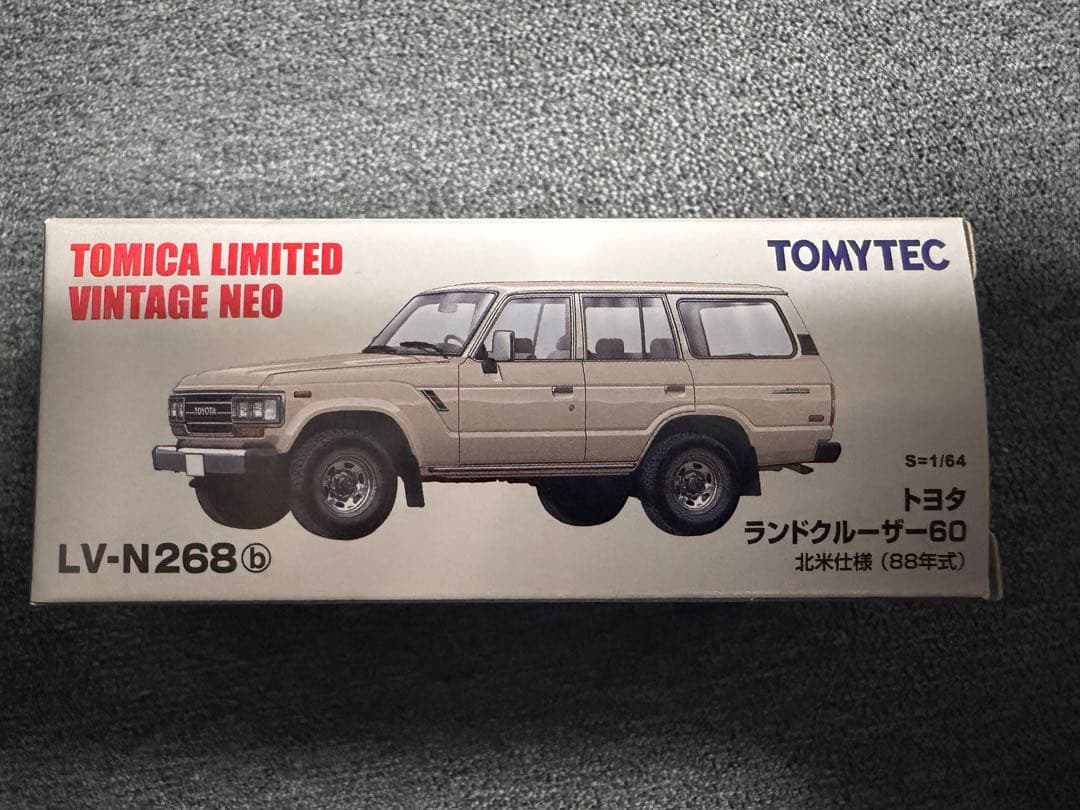 TOMICA LIMITED
VINTAGE NEO
TOMYTEC
TOYOTA
S=1/64
トヨタ
ランドクルーザー60
北米仕様（88年式）
LV-N268ⓑ